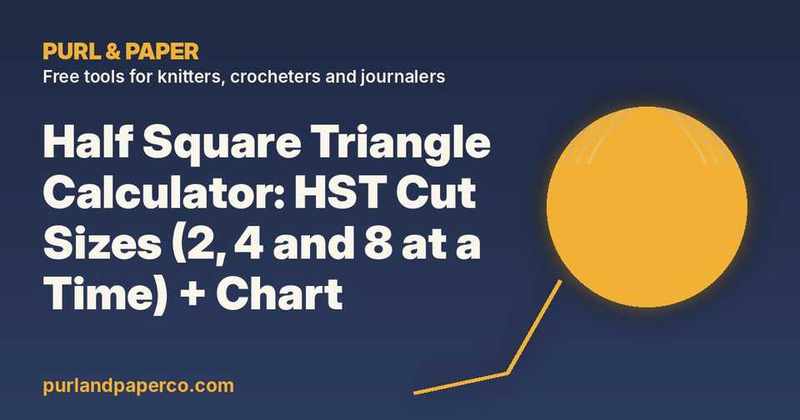 PURL & PAPER
Free tools for knitters, crocheters and journalers
Half Square Triangle
Calculator: HST Cut
Sizes (2, 4 and 8 at a
Time) + Chart
purlandpaperco.com